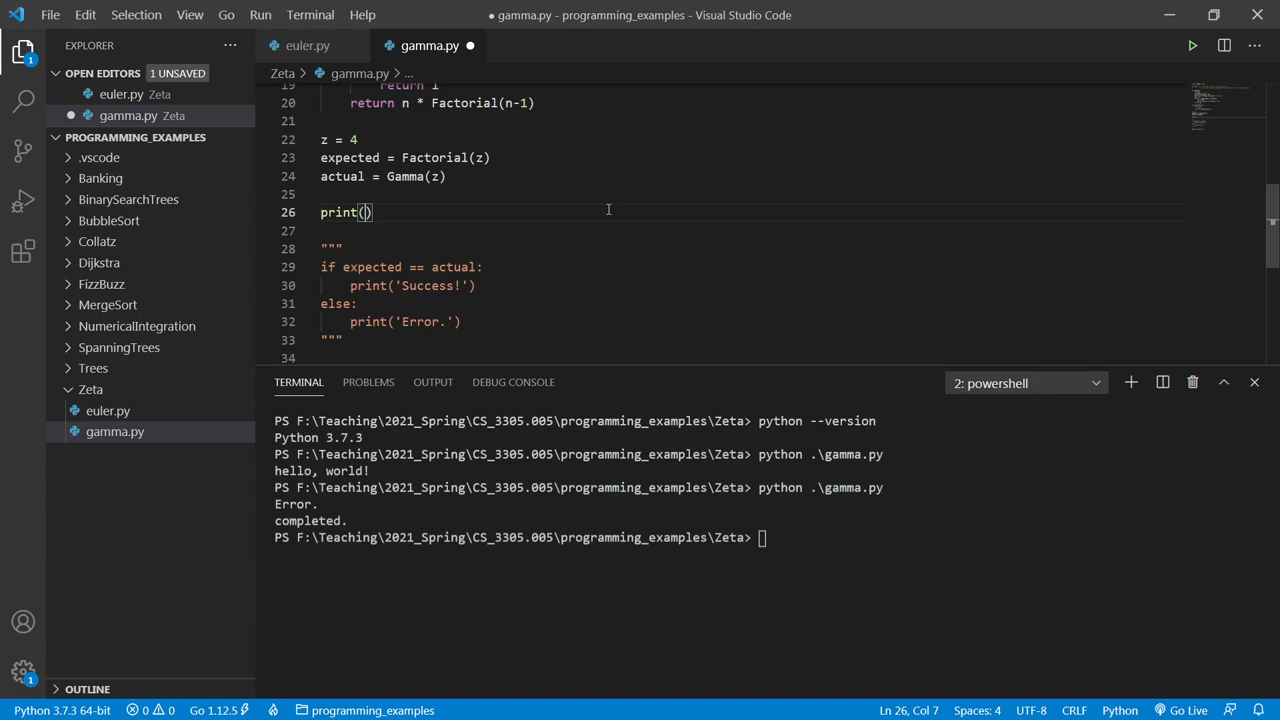 File Edit Selection View Go Run Terminal Help
● gamma.py - programming_examples - Visual Studio Code
EXPLORER
OPEN EDITORS 1 UNSAVED
euler.py Zeta
gamma.py Zeta
PROGRAMMING_EXAMPLES
.vscode
Banking
BinarySearchTrees
BubbleSort
Collatz
Dijkstra
FizzBuzz
MergeSort
NumericalIntegration
SpanningTrees
Trees
Zeta
euler.py
gamma.py
OUTLINE
1
1
euler.py gamma.py
Zeta > gamma.py > ...
19 return 1
20 return n * Factorial(n-1)
21
22 z = 4
23 expected = Factorial(z)
24 actual = Gamma(z)
25
26 print()
27
28 """
29 if expected == actual:
30 print('Success!')
31 else:
32 print('Error.')
33 """
34
TERMINAL PROBLEMS OUTPUT DEBUG CONSOLE 2: powershell
PS F:\Teaching\2021_Spring\CS_3305.005\programming_examples\Zeta> python --version
Python 3.7.3
PS F:\Teaching\2021_Spring\CS_3305.005\programming_examples\Zeta> python .\gamma.py
hello, world!
PS F:\Teaching\2021_Spring\CS_3305.005\programming_examples\Zeta> python .\gamma.py
Error.
completed.
PS F:\Teaching\2021_Spring\CS_3305.005\programming_examples\Zeta>
Python 3.7.3 64-bit 0 0 Go 1.12.5 programming_examples Ln 26, Col 7 Spaces: 4 UTF-8 CRLF Python Go Live